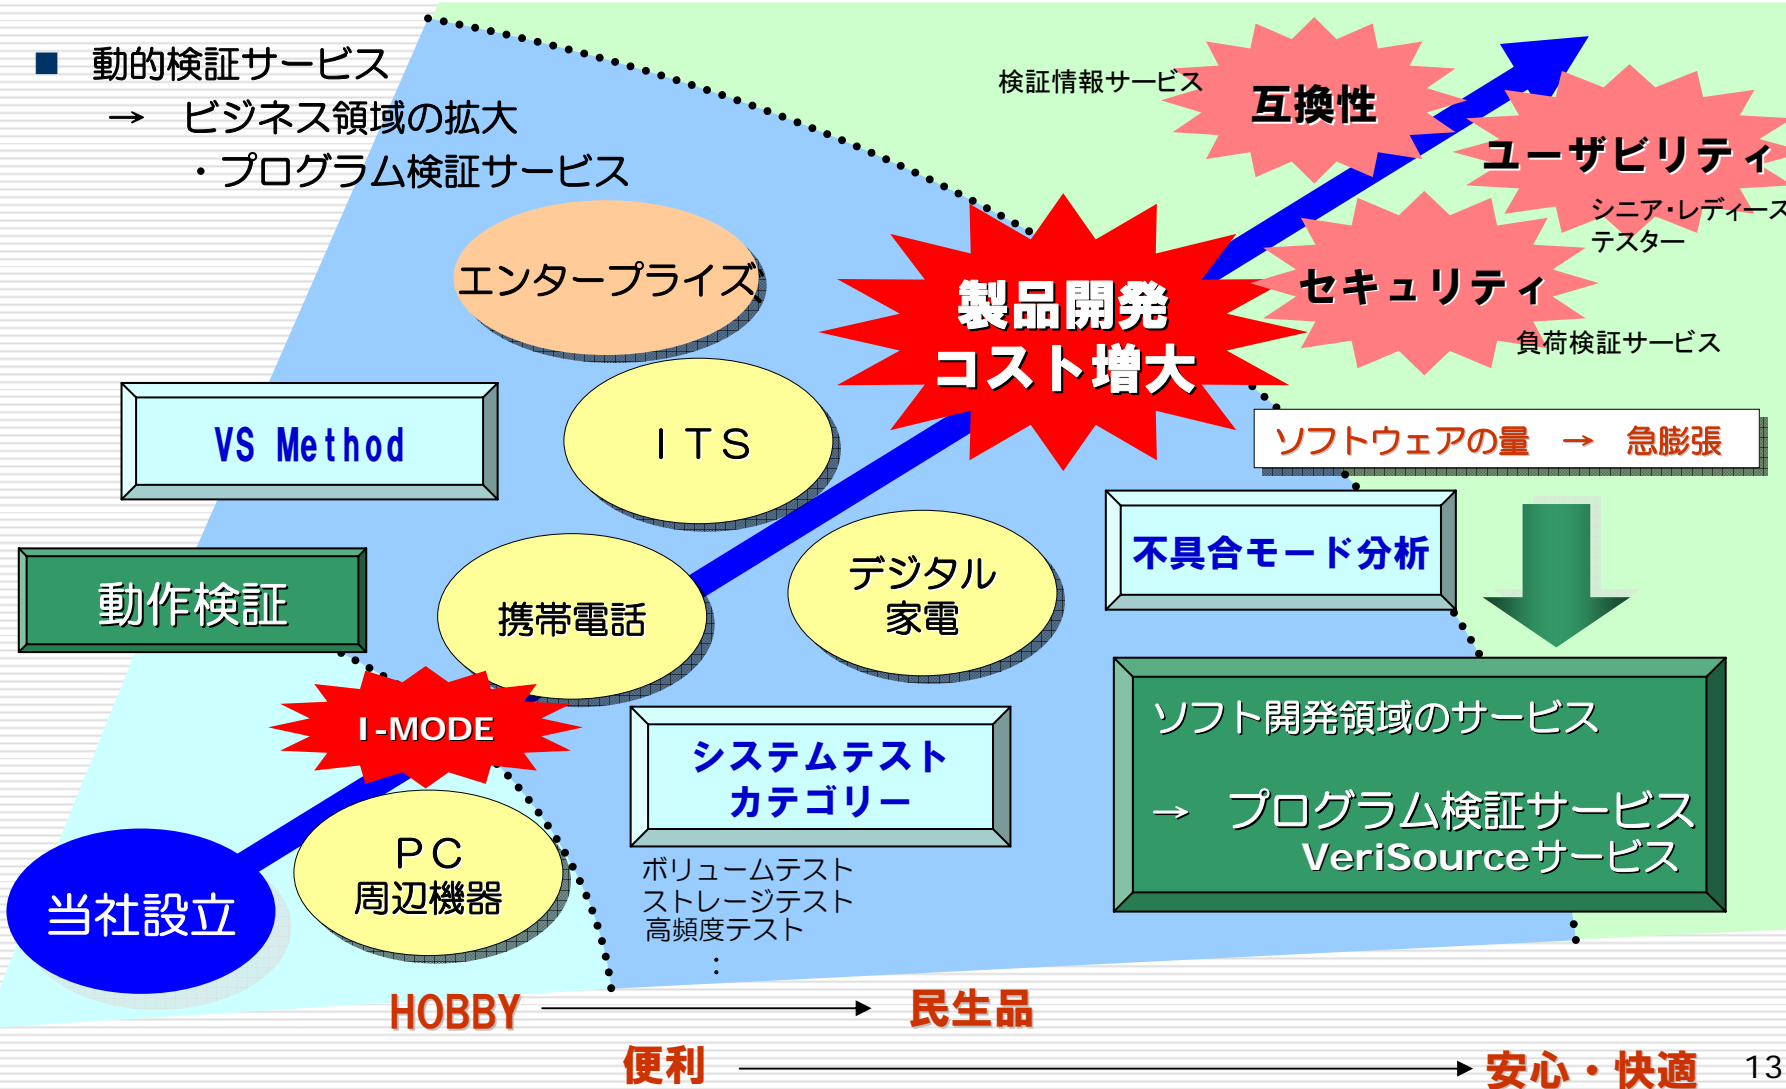 動的検証サービス
→ ビジネス領域の拡大
・プログラム検証サービス
検証情報サービス
互換性
ユーザビリティ
シニア・レディース
テスター
セキュリティ
負荷検証サービス
エンタープライズ
製品開発
コスト増大
VS Method
ITS
ソフトウェアの量 → 急膨張
不具合モード分析
デジタル
家電
携帯電話
動作検証
I-MODE
システムテスト
カテゴリー
ボリュームテスト
ストレージテスト
高頻度テスト
:
ソフト開発領域のサービス
→ プログラム検証サービス
VeriSourceサービス
PC
周辺機器
当社設立
HOBBY
民生品
便利
安心・快適
13